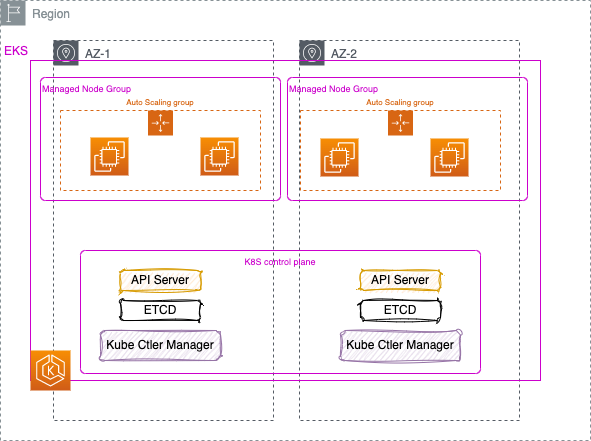 Region
EKS
AZ-1
AZ-2
Managed Node Group
Managed Node Group
Auto Scaling group
Auto Scaling group
K8S control plane
API Server
API Server
ETCD
ETCD
Kube Ctler Manager
Kube Ctler Manager
K